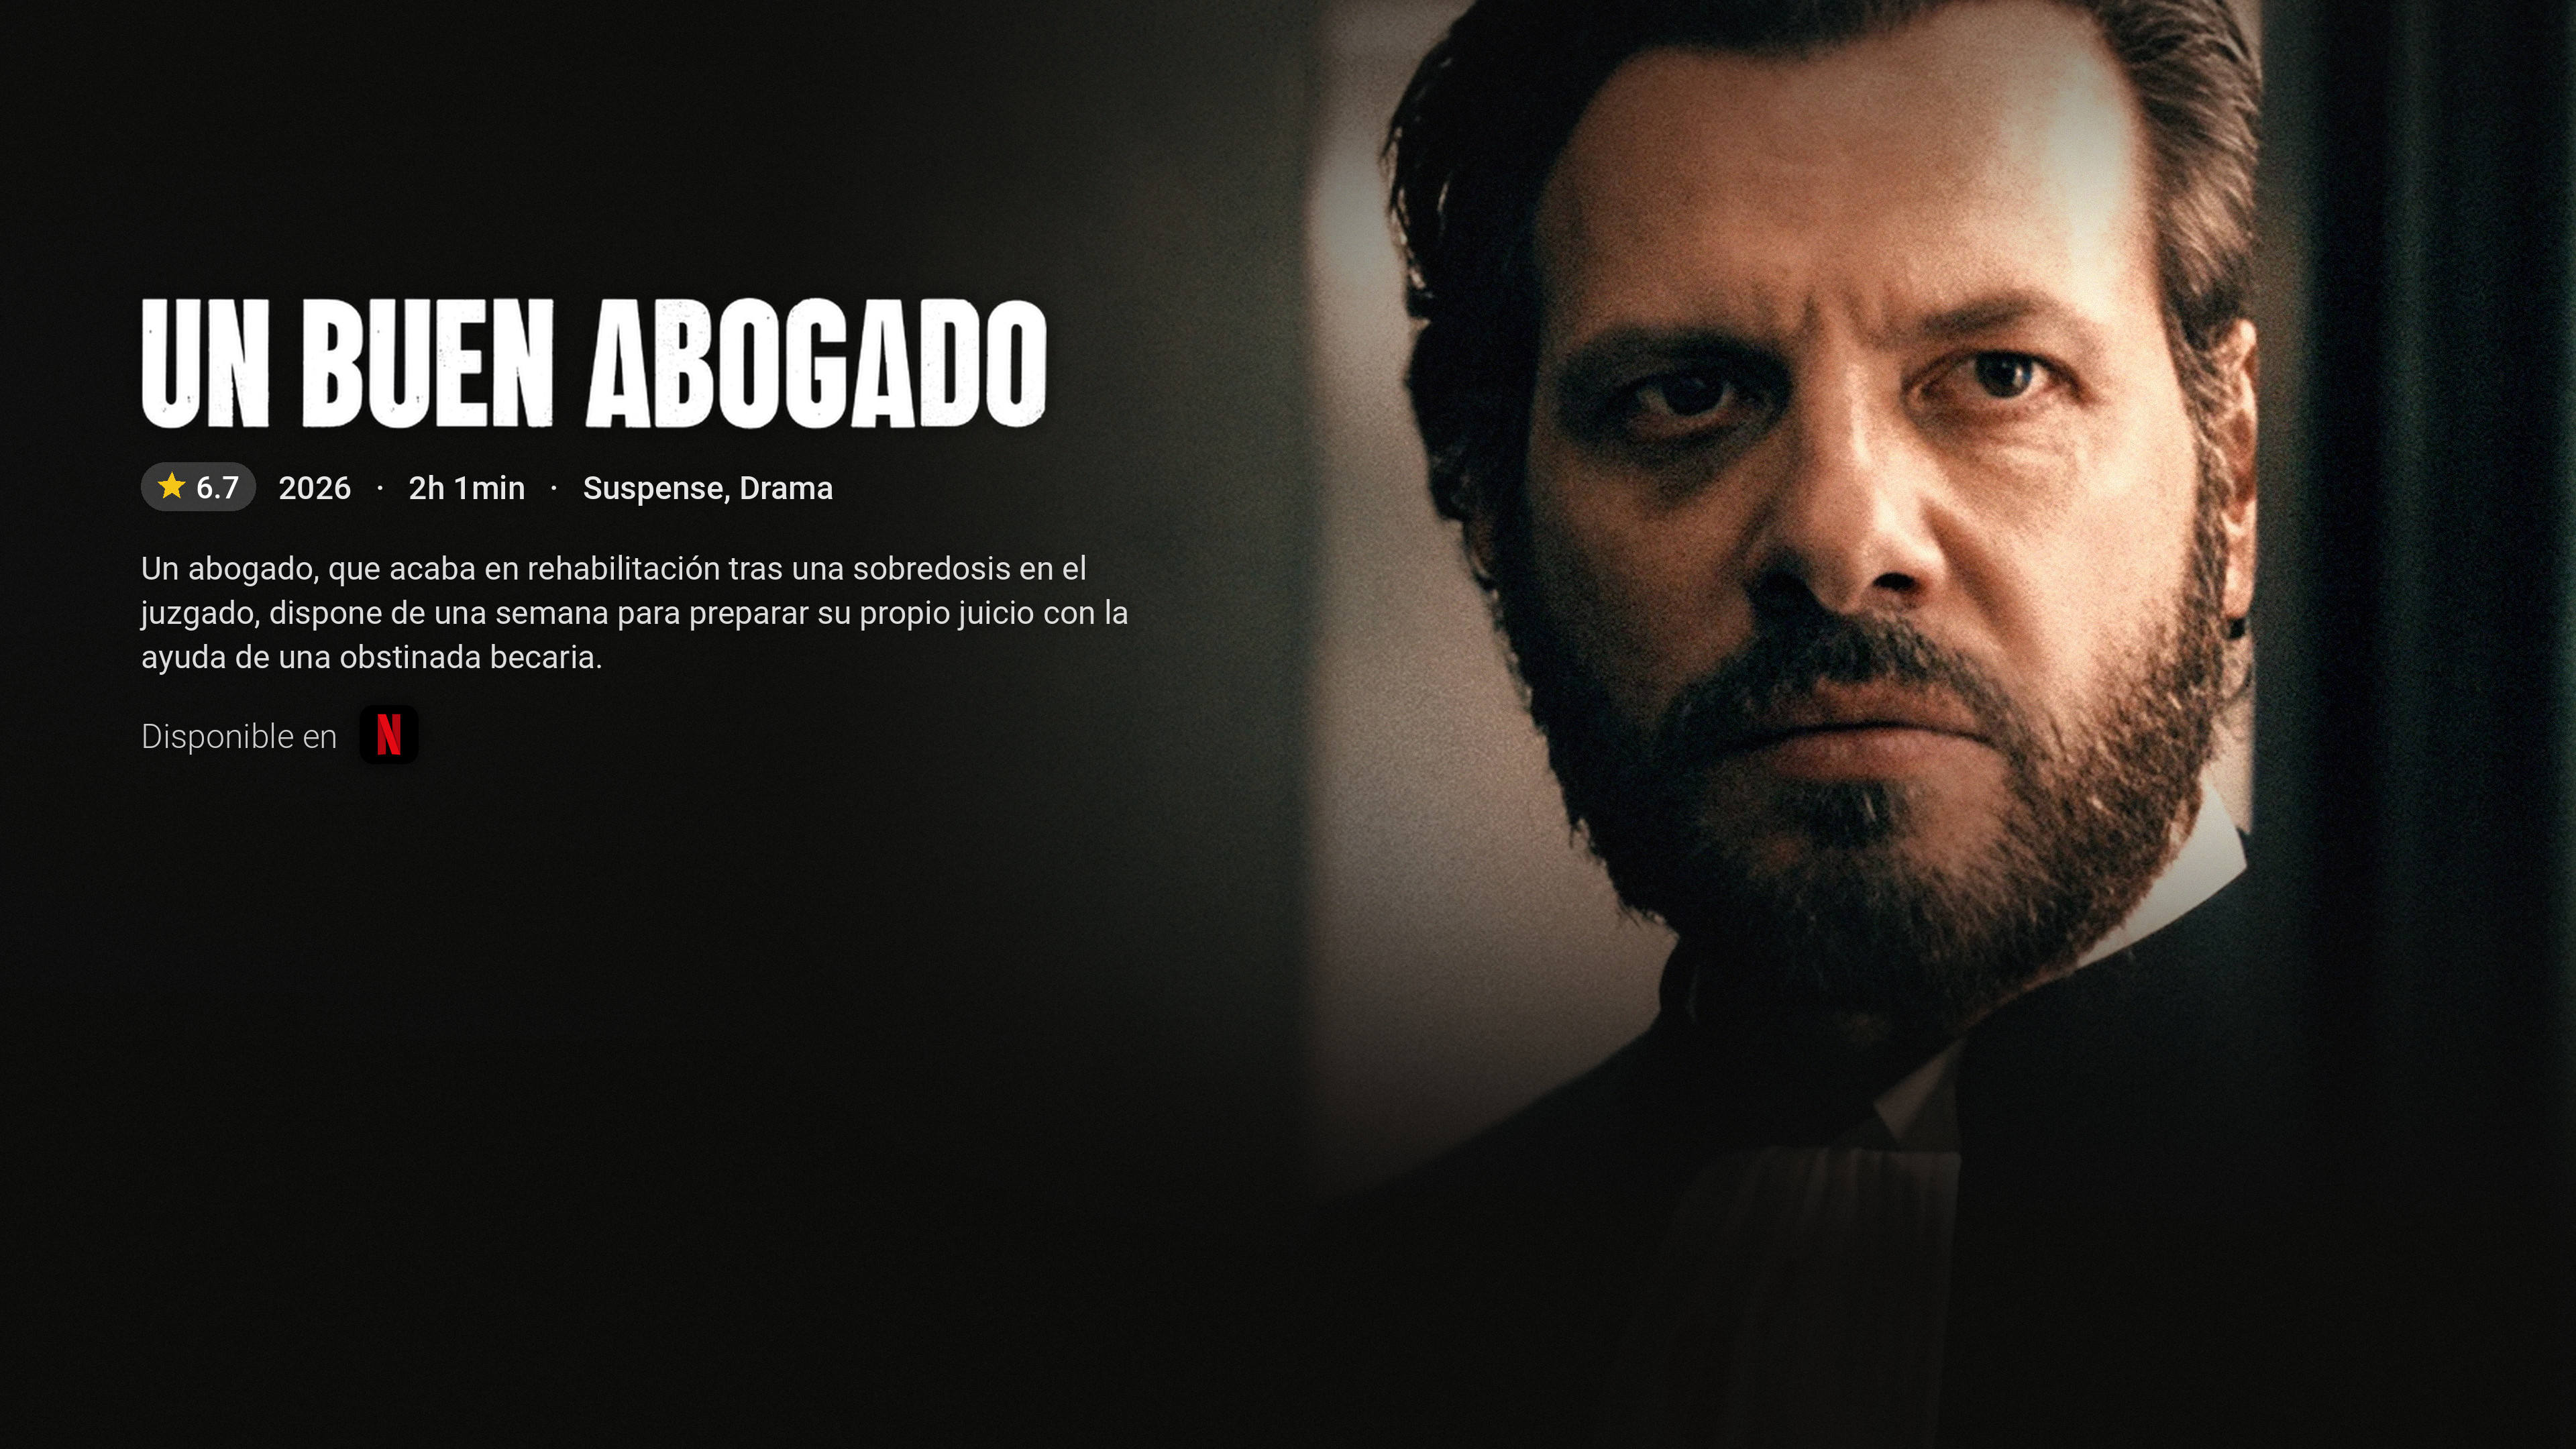 UN BUEN ABOGADO
6.7 2026 · 2h 1min · Suspense, Drama
Un abogado, que acaba en rehabilitación tras una sobredosis en el
juzgado, dispone de una semana para preparar su propio juicio con la
ayuda de una obstinada becaria.
Disponible en N